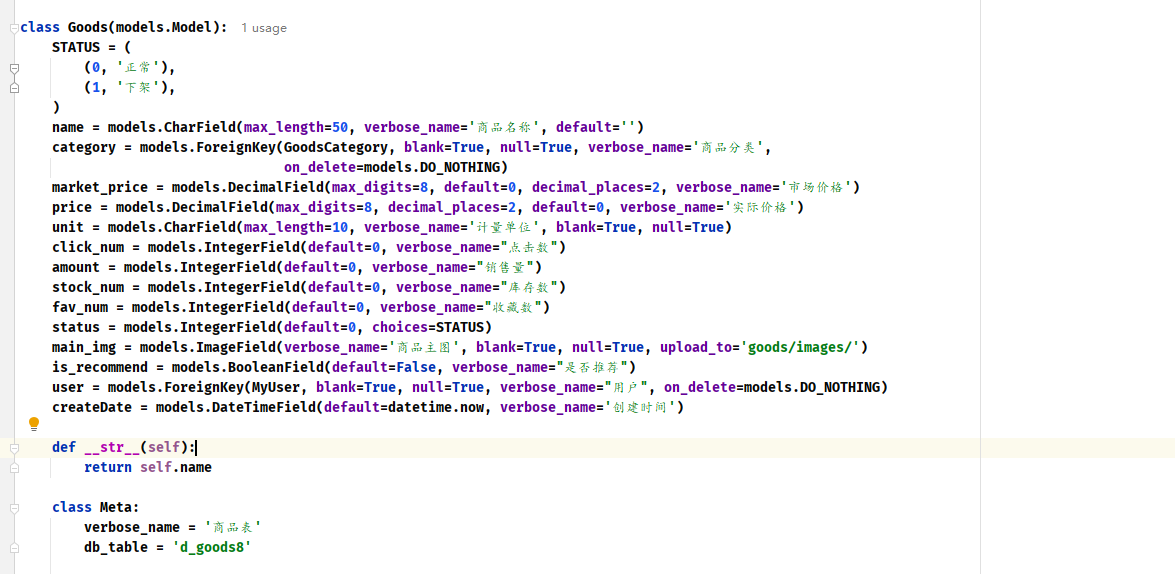 class Goods(models.Model): 1 usage
    STATUS = (
        (0, '正常'),
        (1, '下架'),
    )
    name = models.CharField(max_length=50, verbose_name='商品名称', default='')
    category = models.ForeignKey(GoodsCategory, blank=True, null=True, verbose_name='商品分类',
                                 on_delete=models.DO_NOTHING)
    market_price = models.DecimalField(max_digits=8, default=0, decimal_places=2, verbose_name='市场价格')
    price = models.DecimalField(max_digits=8, decimal_places=2, default=0, verbose_name='实际价格')
    unit = models.CharField(max_length=10, verbose_name='计量单位', blank=True, null=True)
    click_num = models.IntegerField(default=0, verbose_name="点击数")
    amount = models.IntegerField(default=0, verbose_name="销售量")
    stock_num = models.IntegerField(default=0, verbose_name="库存数")
    fav_num = models.IntegerField(default=0, verbose_name="收藏数")
    status = models.IntegerField(default=0, choices=STATUS)
    main_img = models.ImageField(verbose_name='商品主图', blank=True, null=True, upload_to='goods/images/')
    is_recommend = models.BooleanField(default=False, verbose_name="是否推荐")
    user = models.ForeignKey(MyUser, blank=True, null=True, verbose_name="用户", on_delete=models.DO_NOTHING)
    createDate = models.DateTimeField(default=datetime.now, verbose_name='创建时间')
    def __str__(self):
        return self.name
    class Meta:
        verbose_name = '商品表'
        db_table = 'd_goods8'